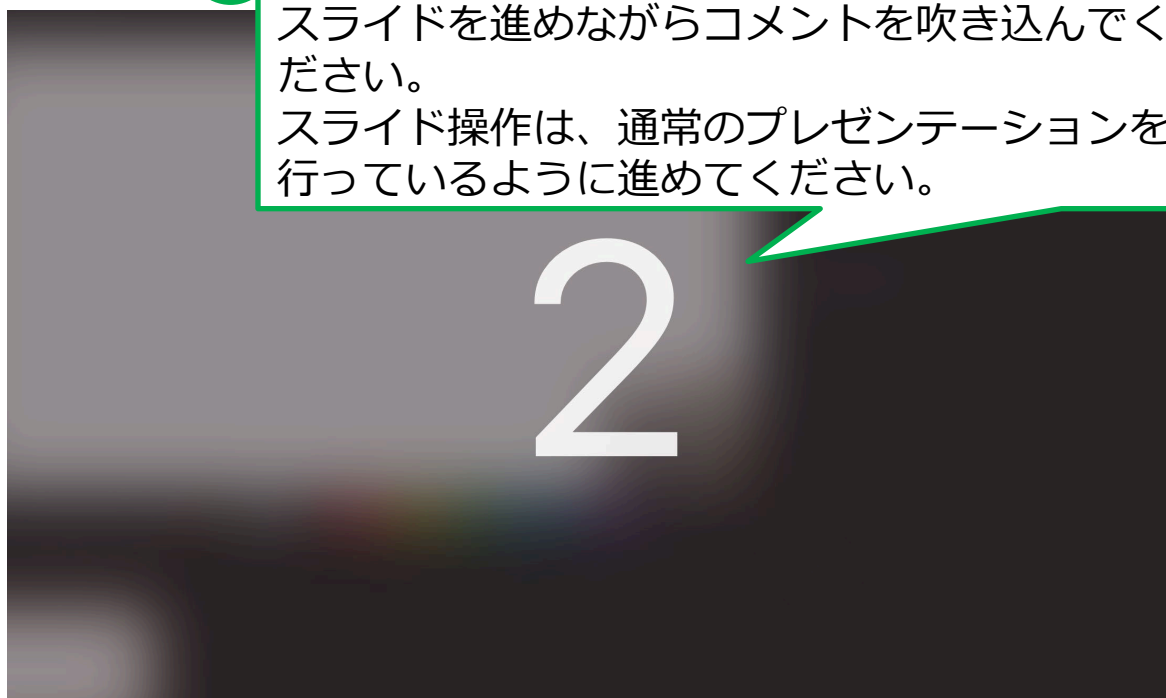 スライドを進めながらコメントを吹き込んでく
ださい。
スライド操作は、通常のプレゼンテーションを
行っているように進めてください。
2